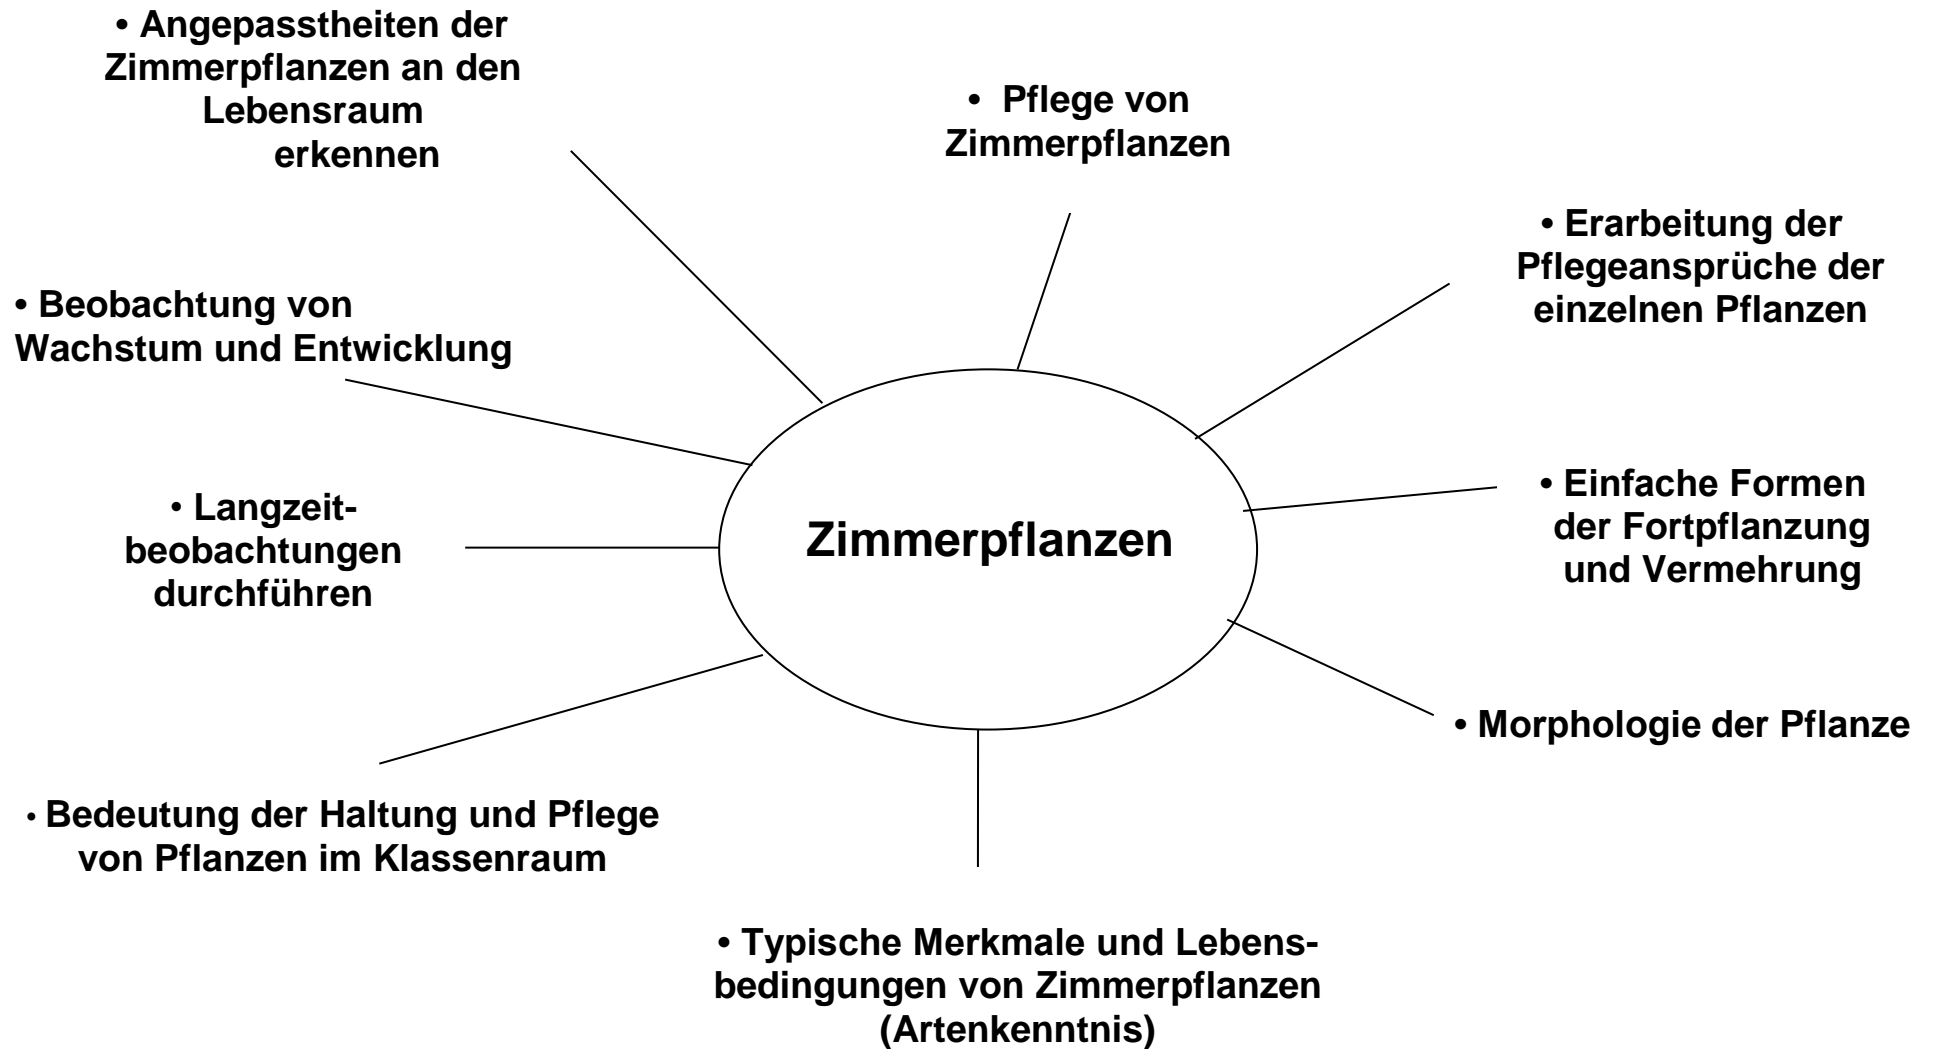 • Angepasstheiten der
Zimmerpflanzen an den
Lebensraum
erkennen
• Pflege von
Zimmerpflanzen
• Erarbeitung der
Pflegeansprüche der
einzelnen Pflanzen
• Beobachtung von
Wachstum und Entwicklung
• Einfache Formen
der Fortpflanzung
und Vermehrung
• Langzeit-
beobachtungen
durchführen
Zimmerpflanzen
• Morphologie der Pflanze
• Bedeutung der Haltung und Pflege
von Pflanzen im Klassenraum
• Typische Merkmale und Lebens-
bedingungen von Zimmerpflanzen
(Artenkenntnis)